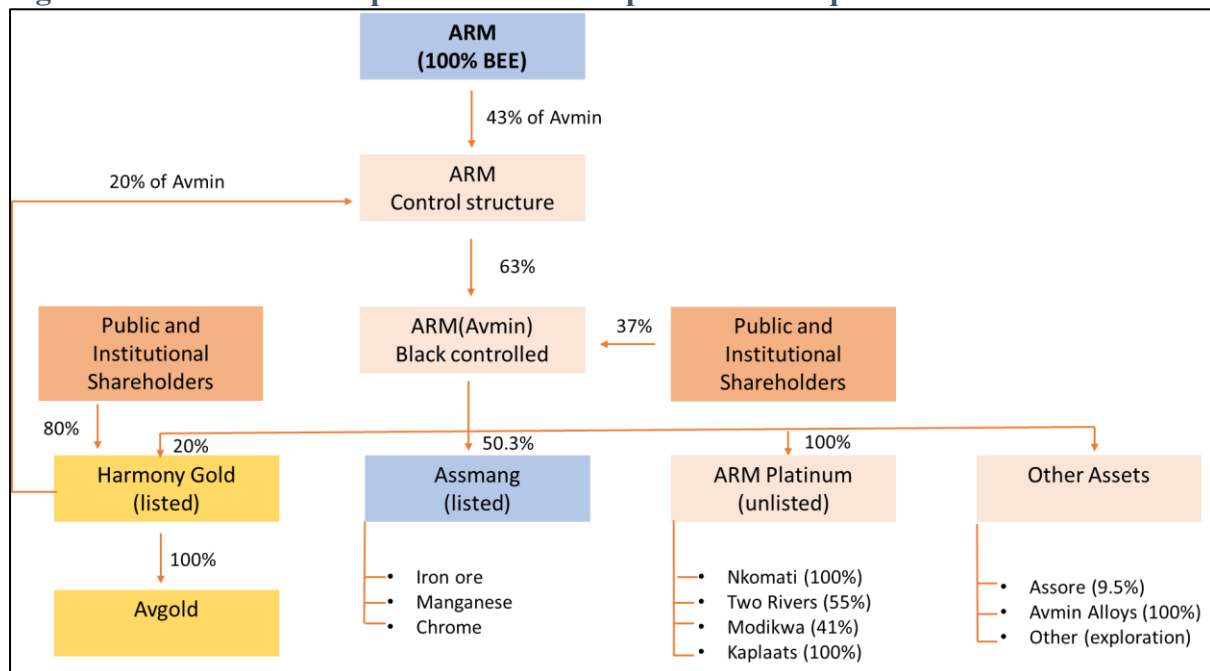 ARM
(100% BEE)
43% of Avmin
20% of Avmin
ARM
Control structure
63%
Public and
Institutional
Shareholders
ARM(Avmin)
Black controlled
37%
Public and
Institutional
Shareholders
80%
20%
50.3%
100%
Harmony Gold
(listed)
Assmang
(listed)
ARM Platinum
(unlisted)
Other Assets
100%
Avgold
• Iron ore
• Manganese
• Chrome
• Nkomati (100%)
• Two Rivers (55%)
• Modikwa (41%)
• Kaplaats (100%)
• Assore (9.5%)
• Avmin Alloys (100%)
• Other (exploration)